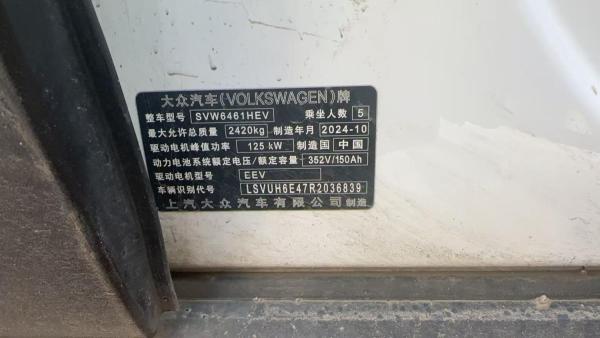 大众汽车(VOLKSWAGEN)牌
整车型号 SVW6461HEV 乘坐人数 5
最大允许总质量 2420kg 制造年月 2024-10
驱动电机峰值功率 125 kW 制造国 中国
动力电池系统额定电压/额定容量 352V/150Ah
驱动电机型号 EEV
车辆识别代号 LSVUH6E47R2036839
上汽大众汽车有限公司 制造